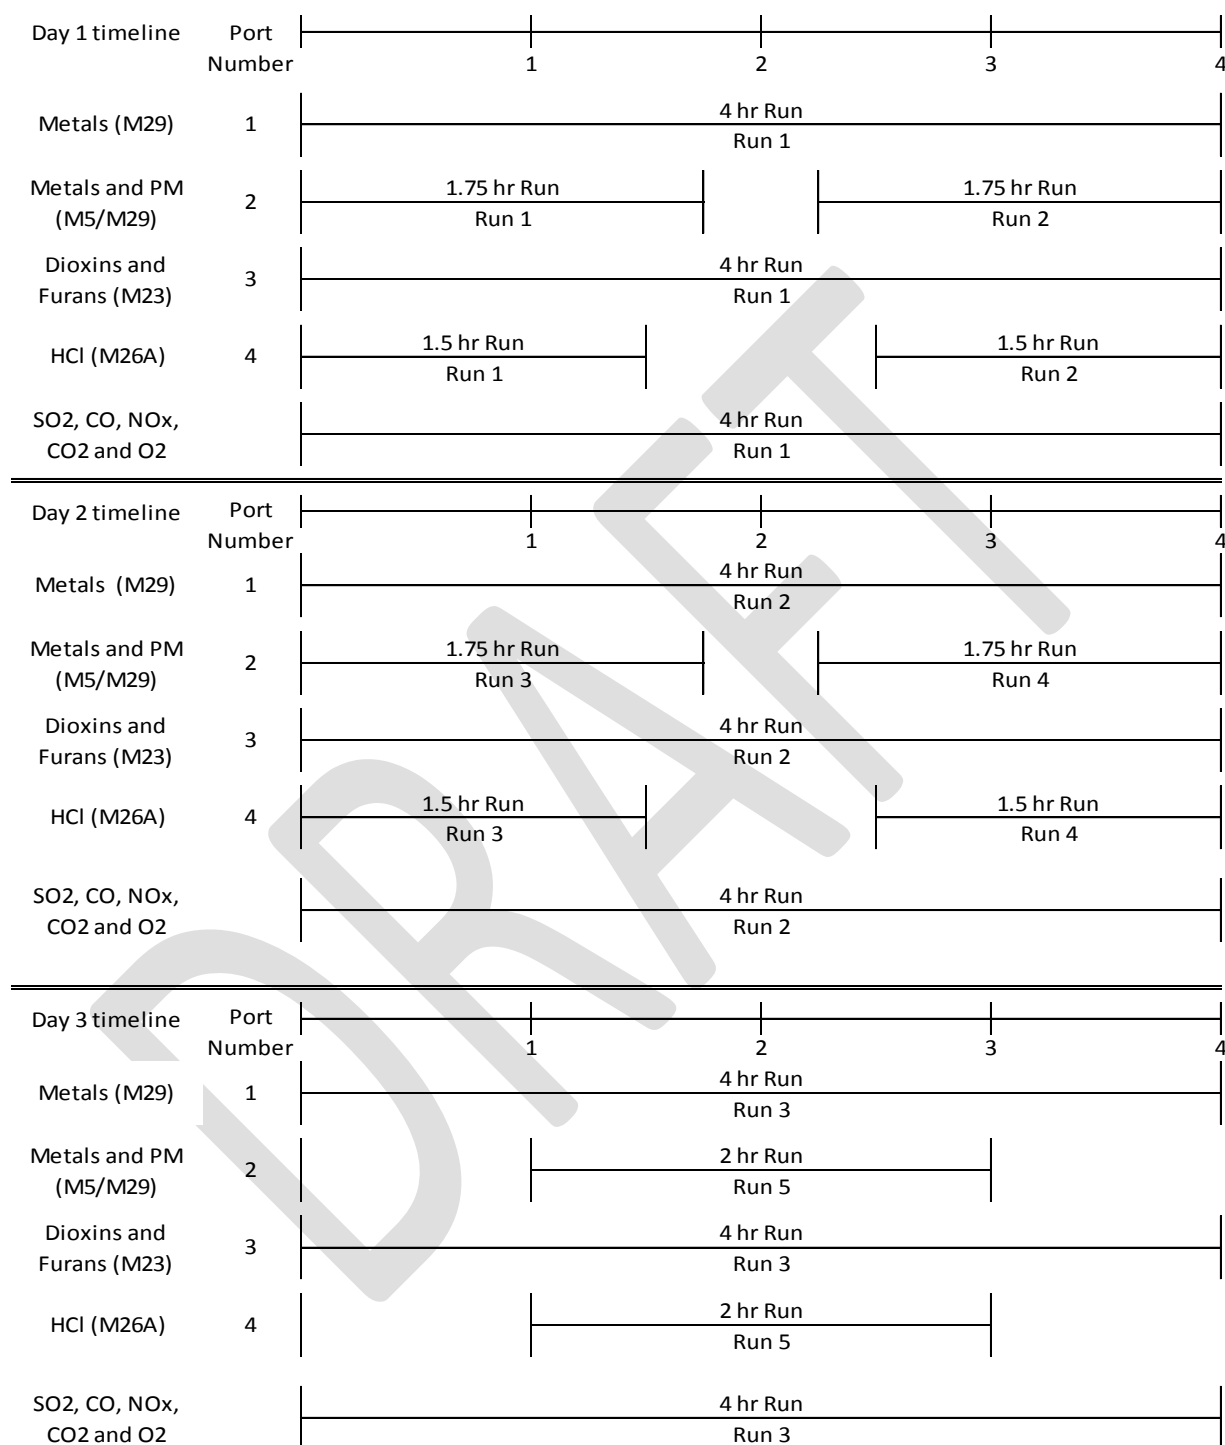 Day 1 timeline Port
Number 1 2 3 4
4 hr Run
Metals (M29) 1
Run 1
Metals and PM 1.75 hr Run 1.75 hr Run
2
(M5/M29) Run 1 Run 2
Dioxins and 4 hr Run
3
Furans (M23) Run 1
1.5 hr Run 1.5 hr Run
HCl (M26A) 4
Run 1 Run 2
SO2, CO, NOx, 4 hr Run
CO2 and O2 Run 1
Day 2 timeline Port
Number 1 2 3 4
4 hr Run
Metals (M29) 1
Run 2
Metals and PM 1.75 hr Run 1.75 hr Run
2
(M5/M29) Run 3 Run 4
Dioxins and 4 hr Run
3
Furans (M23) Run 2
1.5 hr Run 1.5 hr Run
HCl (M26A) 4
Run 3 Run 4
SO2, CO, NOx, 4 hr Run
CO2 and O2 Run 2
Day 3 timeline Port
Number 1 2 3 4
4 hr Run
Metals (M29) 1
Run 3
Metals and PM 2 hr Run
2
(M5/M29) Run 5
Dioxins and 4 hr Run
3
Furans (M23) Run 3
2 hr Run
HCl (M26A) 4
Run 5
SO2, CO, NOx, 4 hr Run
CO2 and O2 Run 3
DRAFT